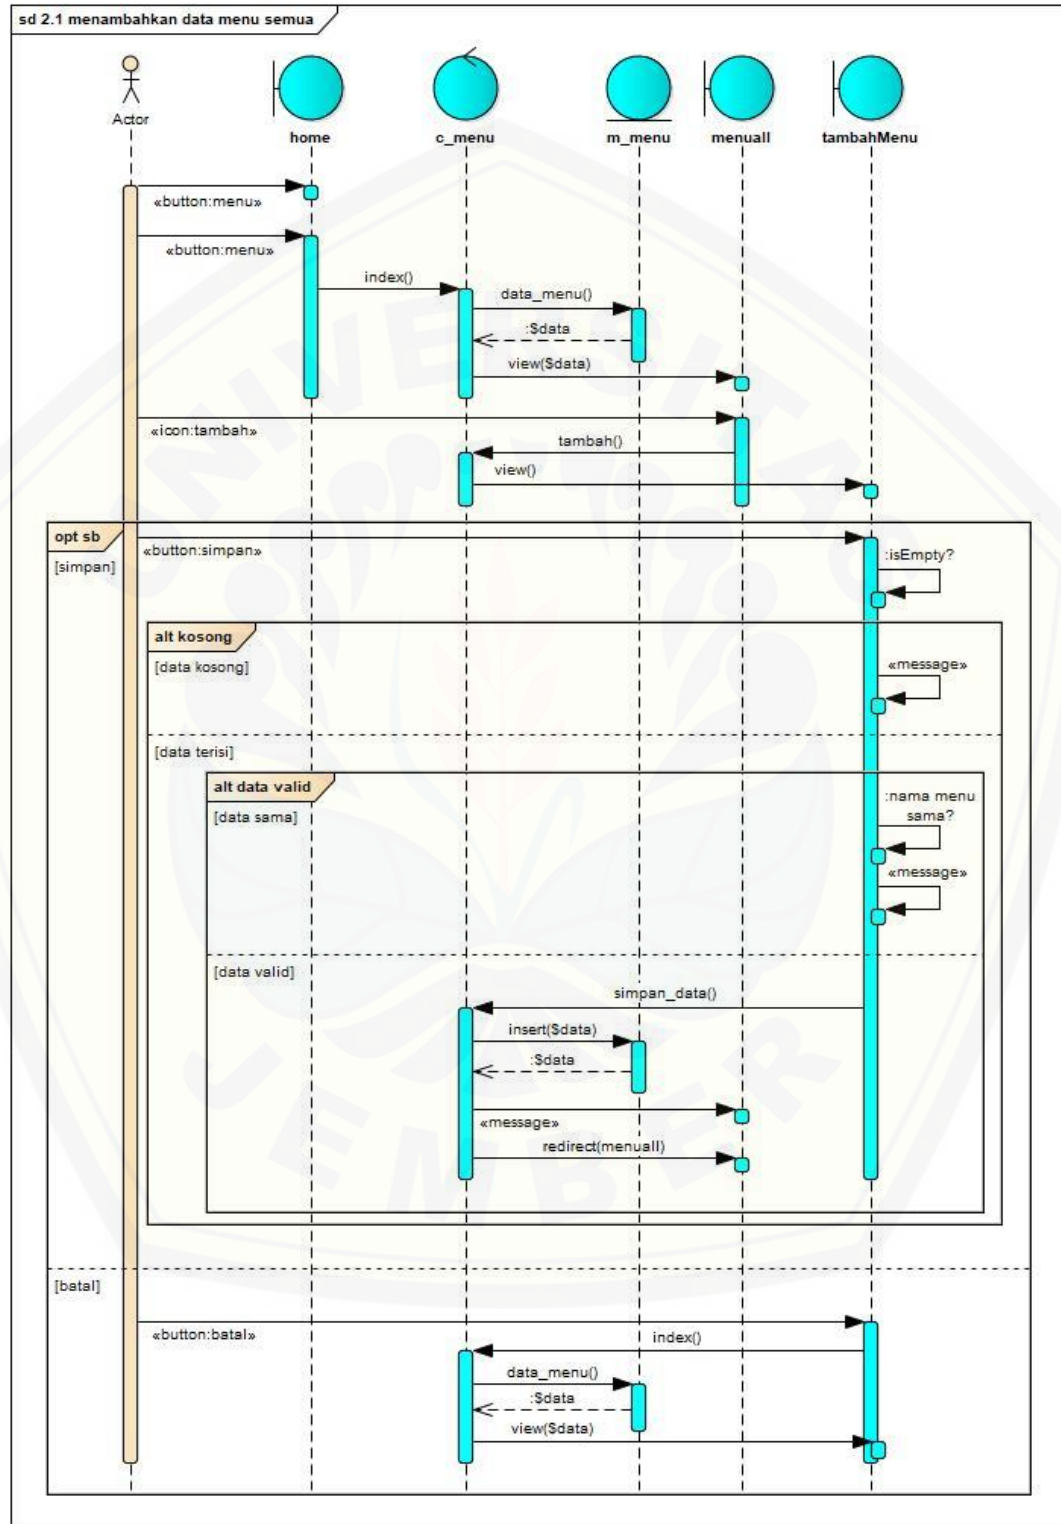 sd 2.1 menambahkan data menu semua
Actor
home
c_menu
m_menu
menuall
tambahMenu
«button:menu»
«button:menu»
index()
data_menu()
:$data
view($data)
«icon:tambah»
tambah()
view()
opt sb
[simpan]
«button:simpan»
:isEmpty?
alt kosong
[data kosong]
«message»
[data terisi]
alt data valid
[data sama]
:nama menu
sama?
«message»
[data valid]
simpan_data()
insert($data)
:$data
«message»
redirect(menuall)
[batal]
«button:batal»
index()
data_menu()
:$data
view($data)
UNIVERSITAS
JEMBER